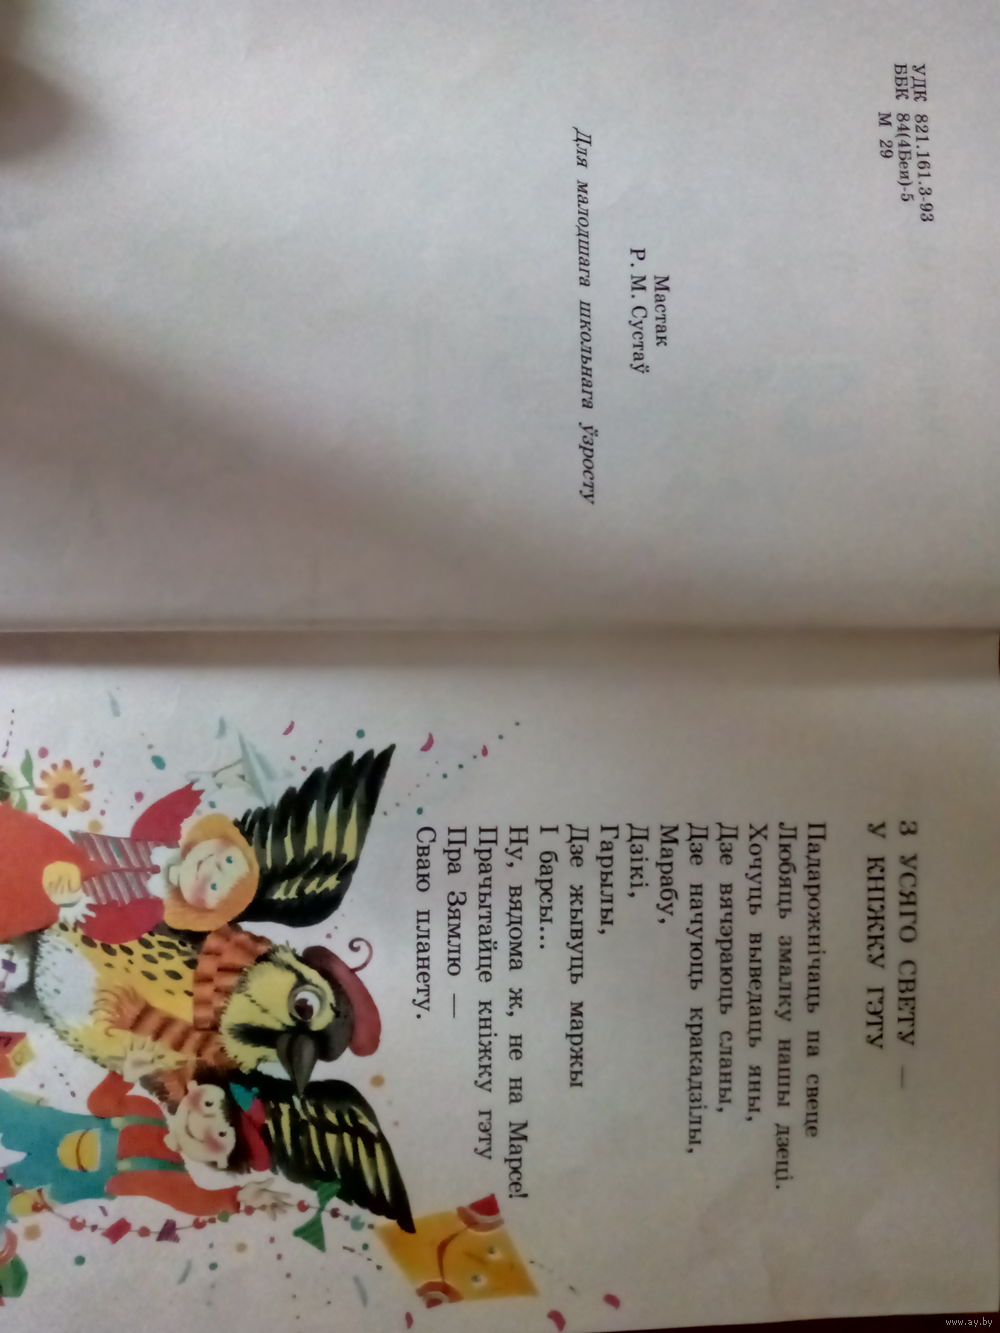 УДК 821.161.3-93
ББК 84(4Беи)-5
М 29
Мастак
Р. М. Сустаў
Для малодшага школьнага ўзросту
З УСЯГО СВЕТУ —
У КНІЖКУ ГЭТУ
Падарожнічаць па свеце
Любяць змалку нашы дзеці.
Хочуць выведаць яны,
Дзе вячэраюць сланы,
Дзе начуюць кракадзілы,
Марабу,
Дзікі,
Гарылы,
Дзе жывуць маржы
І барсы...
Ну, вядома ж, не на Марсе!
Прачытайце кніжку гэту
Пра Зямлю —
Сваю планету.
www.ay.by